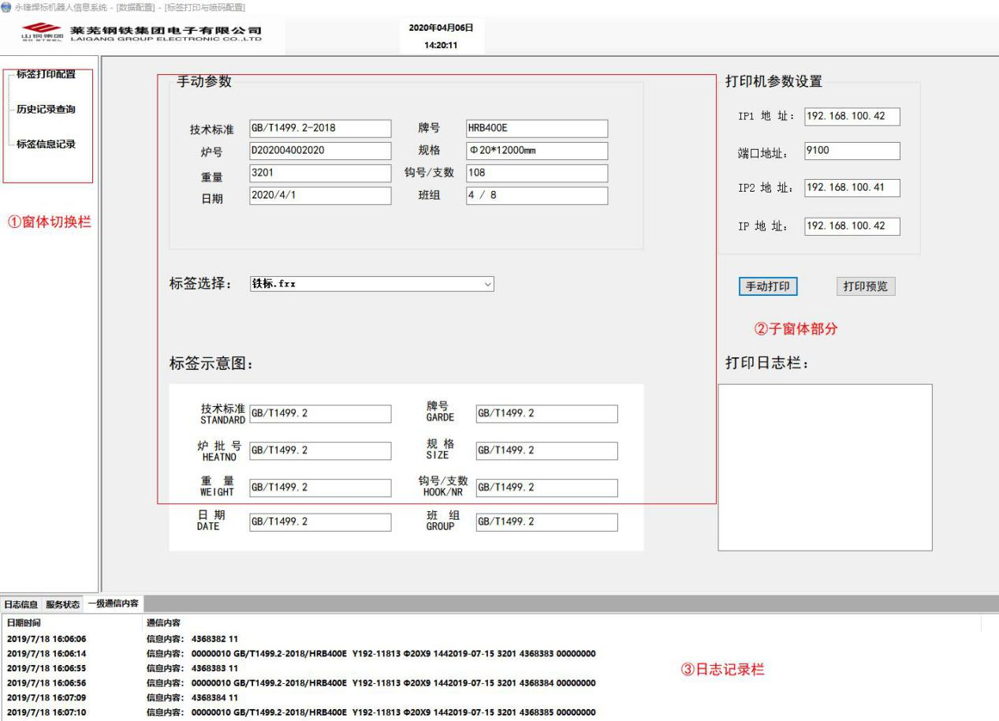 永锋焊标机器人信息系统 - [数据配置] - [标签打印与喷码配置]
山钢集团
SD STEEL
莱芜钢铁集团电子有限公司
LAIGANG GROUP ELECTRONIC CO.,LTD
2020年04月06日
14:20:11
标签打印配置
历史记录查询
标签信息记录
①窗体切换栏
手动参数
技术标准 GB/T1499.2-2018 牌号 HRB400E
炉号 D202004002020 规格 Φ20*12000mm
重量 3201 钩号/支数 108
日期 2020/4/1 班组 4 / 8
打印机参数设置
IP1 地 址: 192.168.100.42
端口地址: 9100
IP2 地 址: 192.168.100.41
IP 地 址: 192.168.100.42
标签选择: 铁标.frx
手动打印 打印预览
②子窗体部分
标签示意图:
打印日志栏:
技术标准 GB/T1499.2 牌号 GB/T1499.2
STANDARD GARDE
炉 批 号 GB/T1499.2 规 格 GB/T1499.2
HEATNO SIZE
重 量 GB/T1499.2 钩号/支数 GB/T1499.2
WEIGHT HOOK/NR
日 期 GB/T1499.2 班 组 GB/T1499.2
DATE GROUP
日志信息 服务状态 一级通信内容
日期时间 通信内容
2019/7/18 16:06:06 信息内容: 4368382 11
2019/7/18 16:06:14 信息内容: 00000010 GB/T1499.2-2018/HRB400E Y192-11813 Φ20X9 1442019-07-15 3201 4368383 00000000
2019/7/18 16:06:55 信息内容: 4368383 11
2019/7/18 16:06:56 信息内容: 00000010 GB/T1499.2-2018/HRB400E Y192-11813 Φ20X9 1442019-07-15 3201 4368384 00000000
2019/7/18 16:07:09 信息内容: 4368384 11
2019/7/18 16:07:10 信息内容: 00000010 GB/T1499.2-2018/HRB400E Y192-11813 Φ20X9 1442019-07-15 3201 4368385 00000000
③日志记录栏